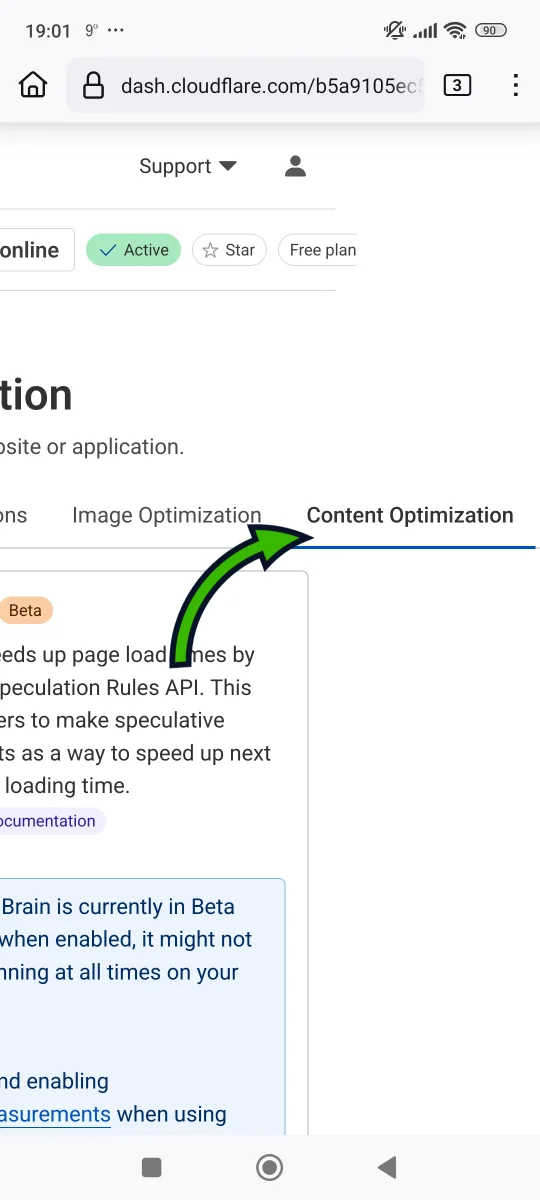 19:01 9° ...
90
dash.cloudflare.com/b5a9105ec
3
Support
online
Active
Star
Free plan
tion
site or application.
ons Image Optimization Content Optimization
Beta
eeds up page load mes by
peculation Rules API. This
ers to make speculative
ts as a way to speed up next
loading time.
ocumentation
Brain is currently in Beta
when enabled, it might not
nning at all times on your
nd enabling
asurements when using